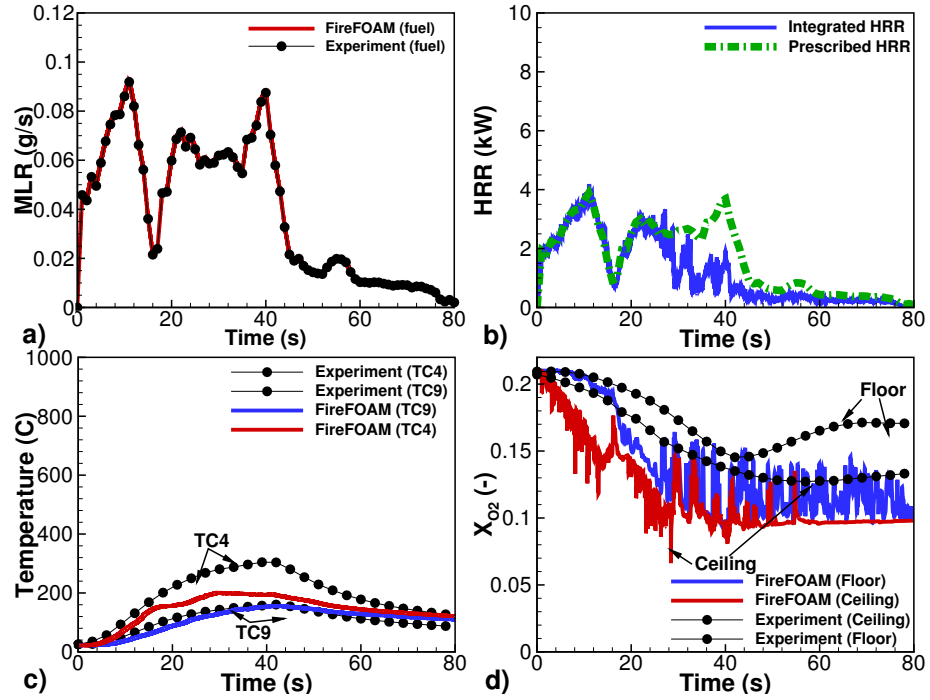 0.12
0.1
0.08
0.06
0.04
0.02
0
MLR (g/s)
FireFOAM (fuel)
Experiment (fuel)
0 20 40 60 80
Time (s)
a)
10
8
6
4
2
0
HRR (kW)
Integrated HRR
Prescribed HRR
0 20 40 60 80
Time (s)
b)
1000
800
600
400
200
0
Temperature (C)
Experiment (TC4)
Experiment (TC9)
FireFOAM (TC9)
FireFOAM (TC4)
TC4
TC9
0 20 40 60 80
Time (s)
c)
0.2
0.15
0.1
0.05
0
X_O2 (-)
Floor
Ceiling
FireFOAM (Floor)
FireFOAM (Ceiling)
Experiment (Ceiling)
Experiment (Floor)
0 20 40 60 80
Time (s)
d)